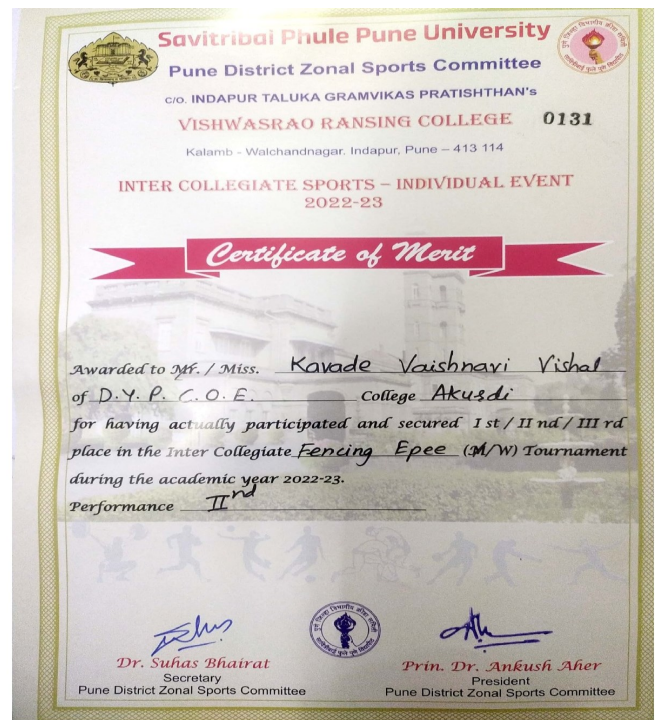 Savitribai Phule Pune University
Pune District Zonal Sports Committee
C/O. INDAPUR TALUKA GRAMVIKAS PRATISHTHAN's
VISHWASRAO RANSING COLLEGE 0131
Kalamb - Walchandnagar. Indapur, Pune – 413 114
INTER COLLEGIATE SPORTS – INDIVIDUAL EVENT
2022-23
Certificate of Merit
Awarded to Mr. / Miss. Kavade Vaishnavi Vishal
of D.Y.P. C.O.E. College Akurdi
for having actually participated and secured I st / II nd / III rd
place in the Inter Collegiate Fencing Epee (M/W) Tournament
during the academic year 2022-23.
Performance IInd
Dr. Suhas Bhairat
Secretary
Pune District Zonal Sports Committee
Prin. Dr. Ankush Aher
President
Pune District Zonal Sports Committee